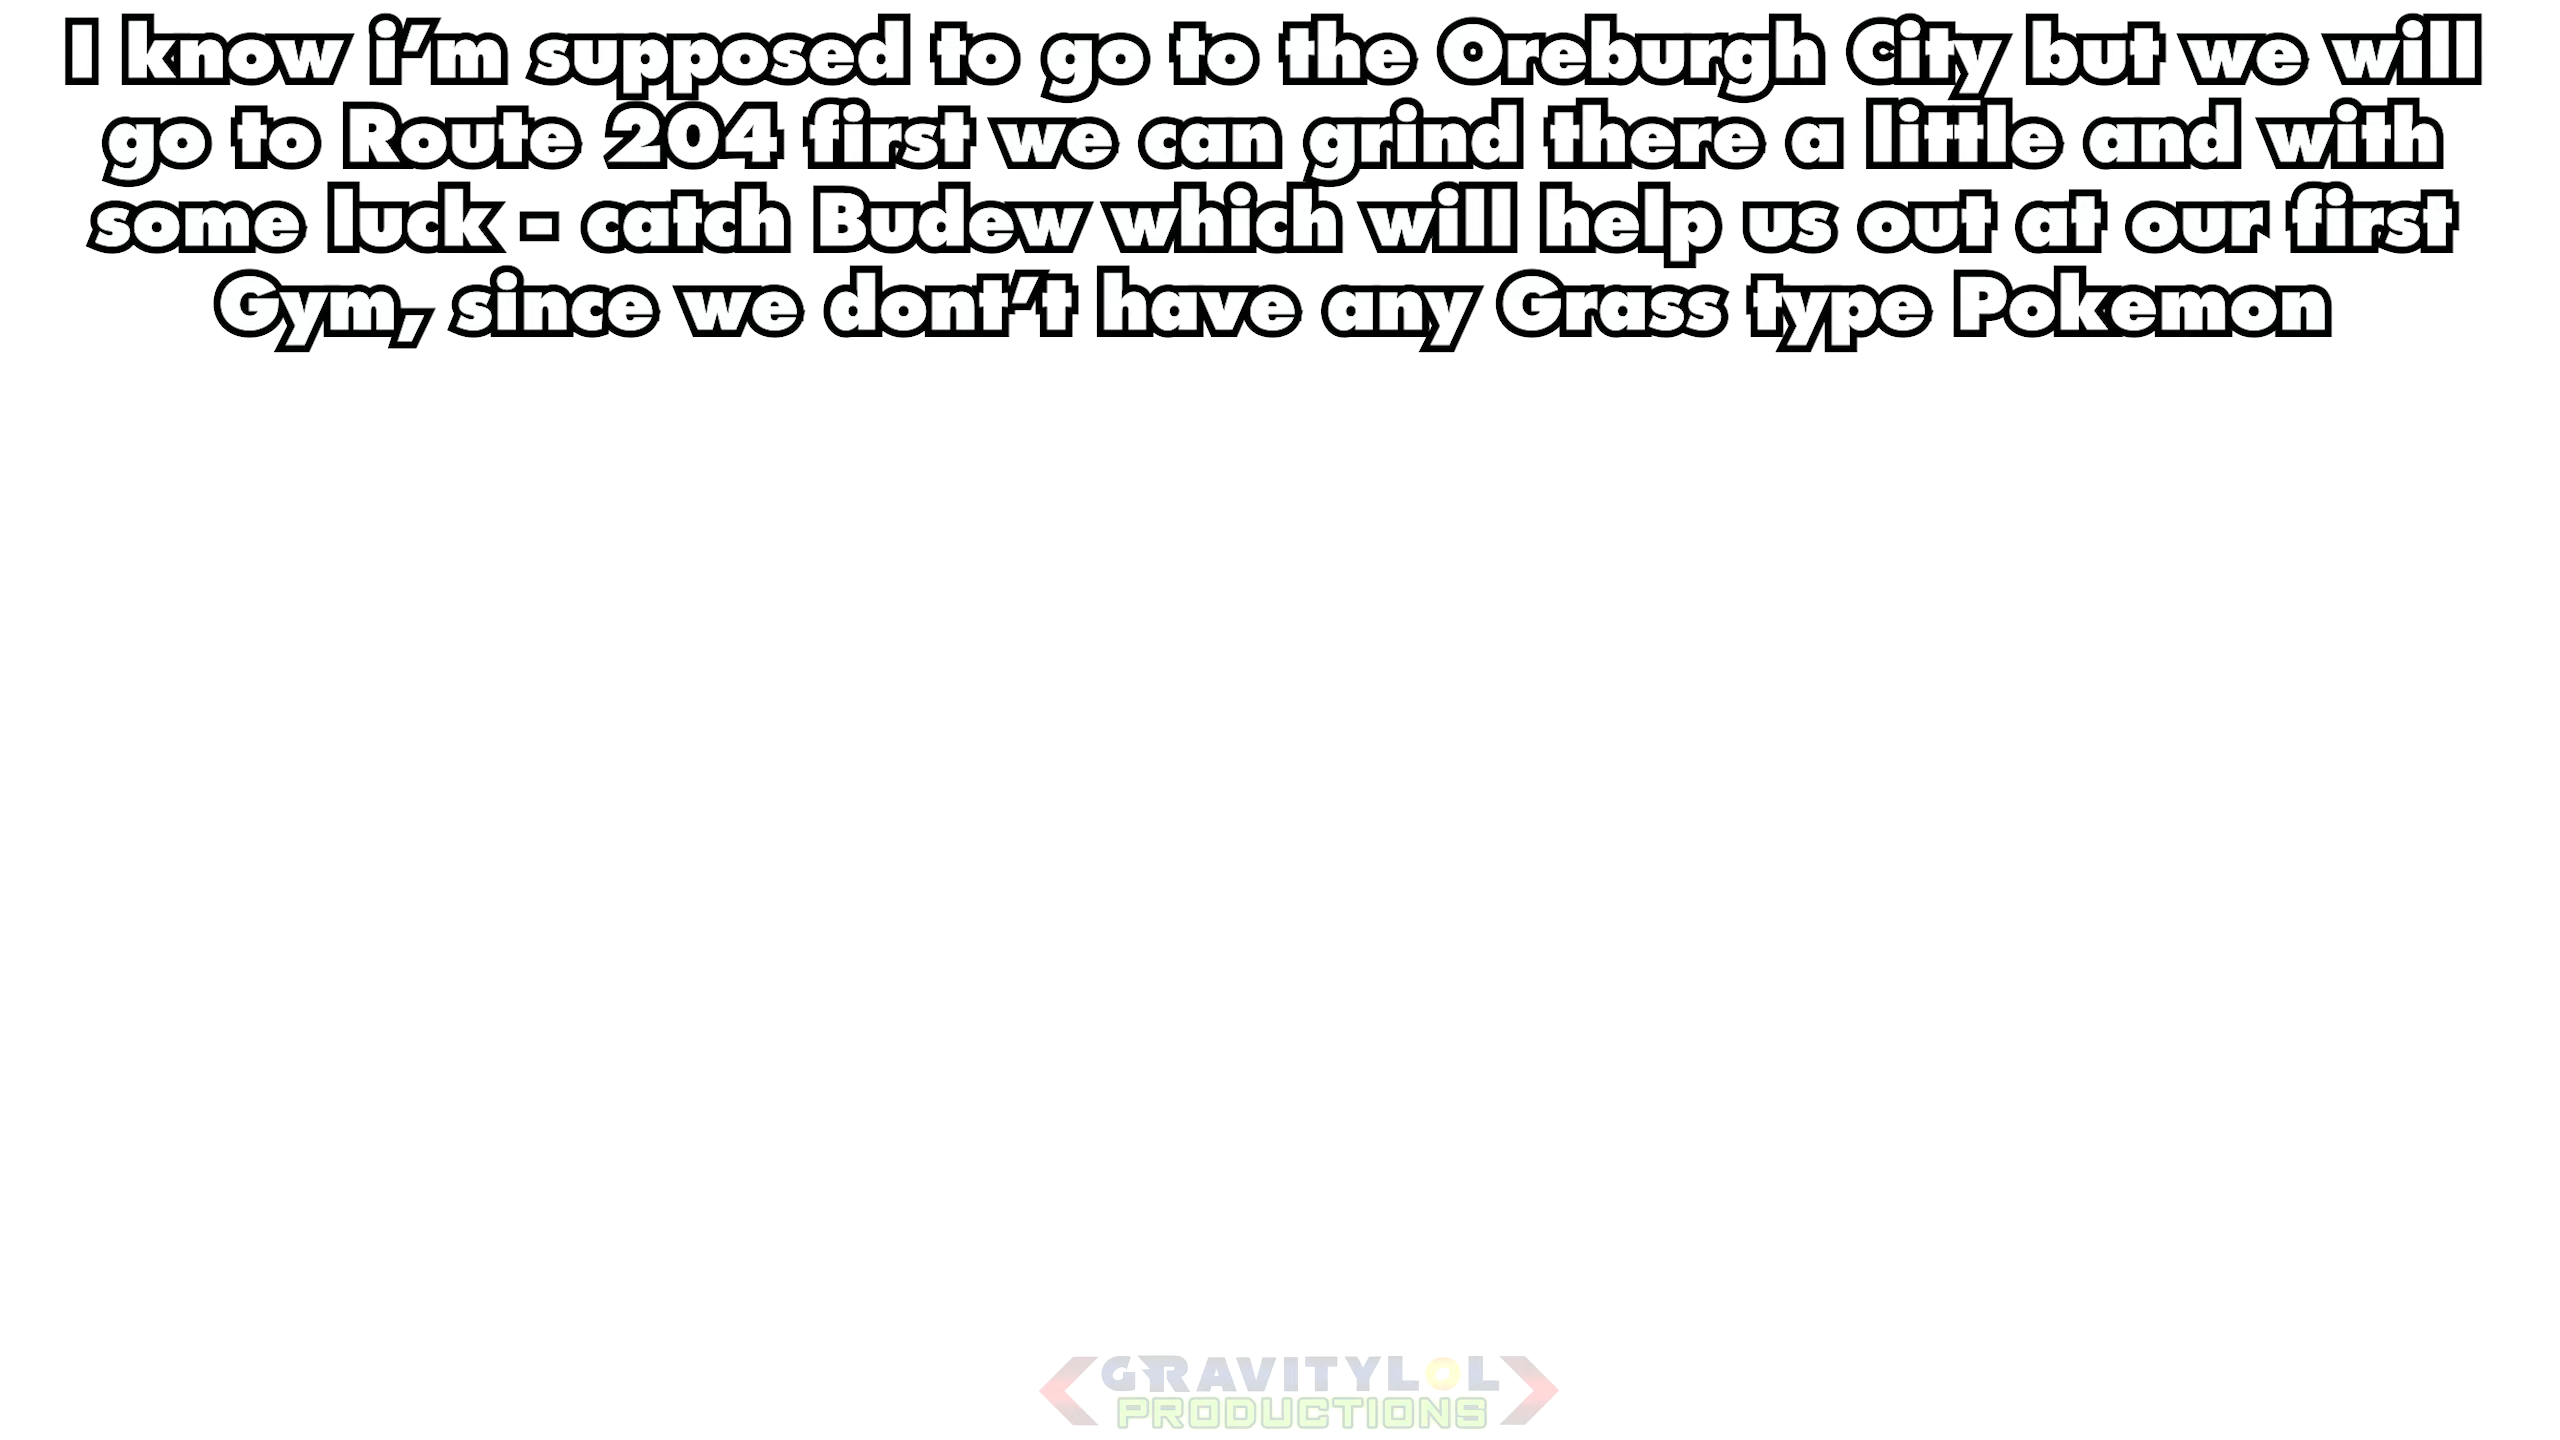 I know i'm supposed to go to the Oreburgh City but we will
go to Route 204 first we can grind there a little and with
some luck - catch Budew which will help us out at our first
Gym, since we dont't have any Grass type Pokemon
GRAVITYLOL
PRODUCTIONS